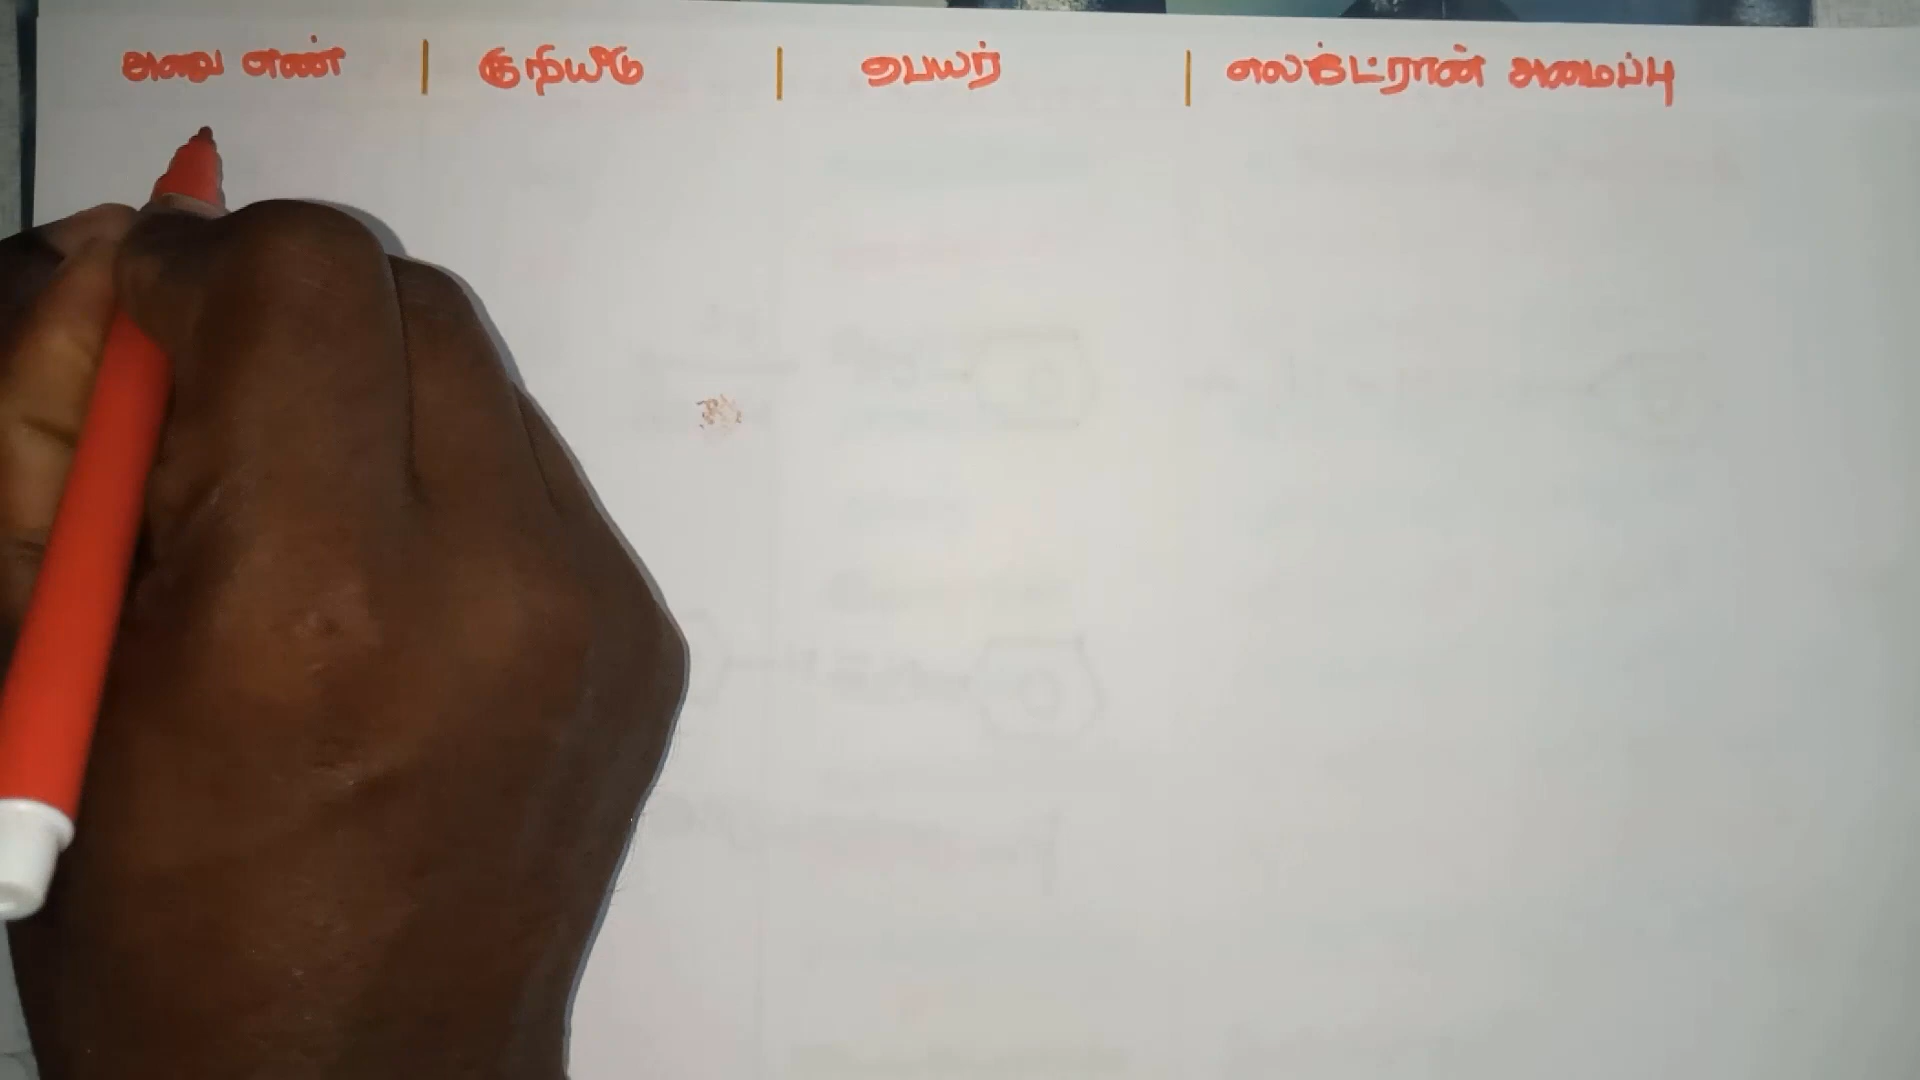 அணு எண் | குறியீடு | பெயர் | எலக்ட்ரான் அமைப்பு